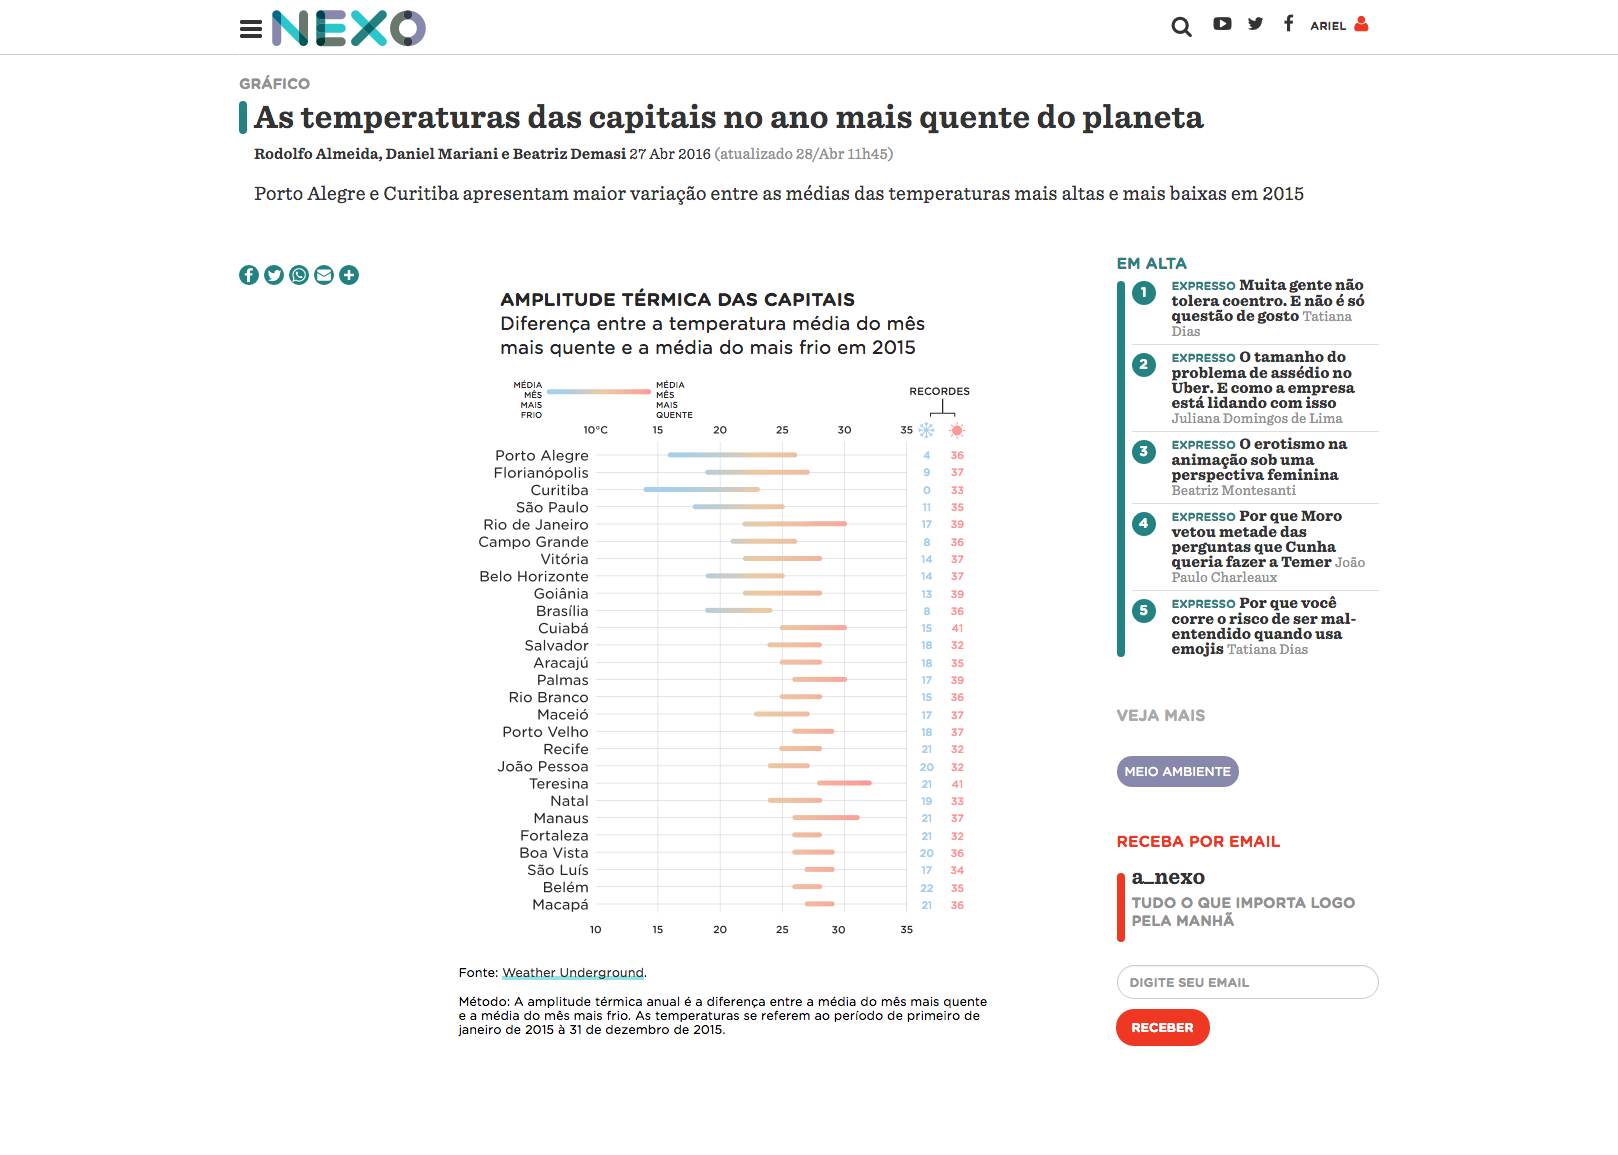 NEXO
ARIEL
GRÁFICO
As temperaturas das capitais no ano mais quente do planeta
Rodolfo Almeida, Daniel Mariani e Beatriz Demasi 27 Abr 2016 (atualizado 28/Abr 11h45)
Porto Alegre e Curitiba apresentam maior variação entre as médias das temperaturas mais altas e mais baixas em 2015
AMPLITUDE TÉRMICA DAS CAPITAIS
Diferença entre a temperatura média do mês
mais quente e a média do mais frio em 2015
MÉDIA
MÊS
MAIS
FRIO
MÉDIA
MÊS
MAIS
QUENTE
RECORDES
10°C 15 20 25 30 35
Porto Alegre 4 36
Florianópolis 9 37
Curitiba 0 33
São Paulo 11 35
Rio de Janeiro 17 39
Campo Grande 8 36
Vitória 14 37
Belo Horizonte 14 37
Goiânia 13 39
Brasília 8 36
Cuiabá 15 41
Salvador 18 32
Aracajú 18 35
Palmas 17 39
Rio Branco 15 36
Maceió 17 37
Porto Velho 18 37
Recife 21 32
João Pessoa 20 32
Teresina 21 41
Natal 19 33
Manaus 21 37
Fortaleza 21 32
Boa Vista 20 36
São Luís 17 34
Belém 22 35
Macapá 21 36
10 15 20 25 30 35
Fonte: Weather Underground.
Método: A amplitude térmica anual é a diferença entre a média do mês mais quente
e a média do mês mais frio. As temperaturas se referem ao período de primeiro de
janeiro de 2015 à 31 de dezembro de 2015.
EM ALTA
1 EXPRESSO Muita gente não
tolera coentro. E não é só
questão de gosto Tatiana
Dias
2 EXPRESSO O tamanho do
problema de assédio no
Uber. E como a empresa
está lidando com isso
Juliana Domingos de Lima
3 EXPRESSO O erotismo na
animação sob uma
perspectiva feminina
Beatriz Montesanti
4 EXPRESSO Por que Moro
vetou metade das
perguntas que Cunha
queria fazer a Temer João
Paulo Charleaux
5 EXPRESSO Por que você
corre o risco de ser mal-
entendido quando usa
emojis Tatiana Dias
VEJA MAIS
MEIO AMBIENTE
RECEBA POR EMAIL
a_nexo
TUDO O QUE IMPORTA LOGO
PELA MANHÃ
DIGITE SEU EMAIL
RECEBER